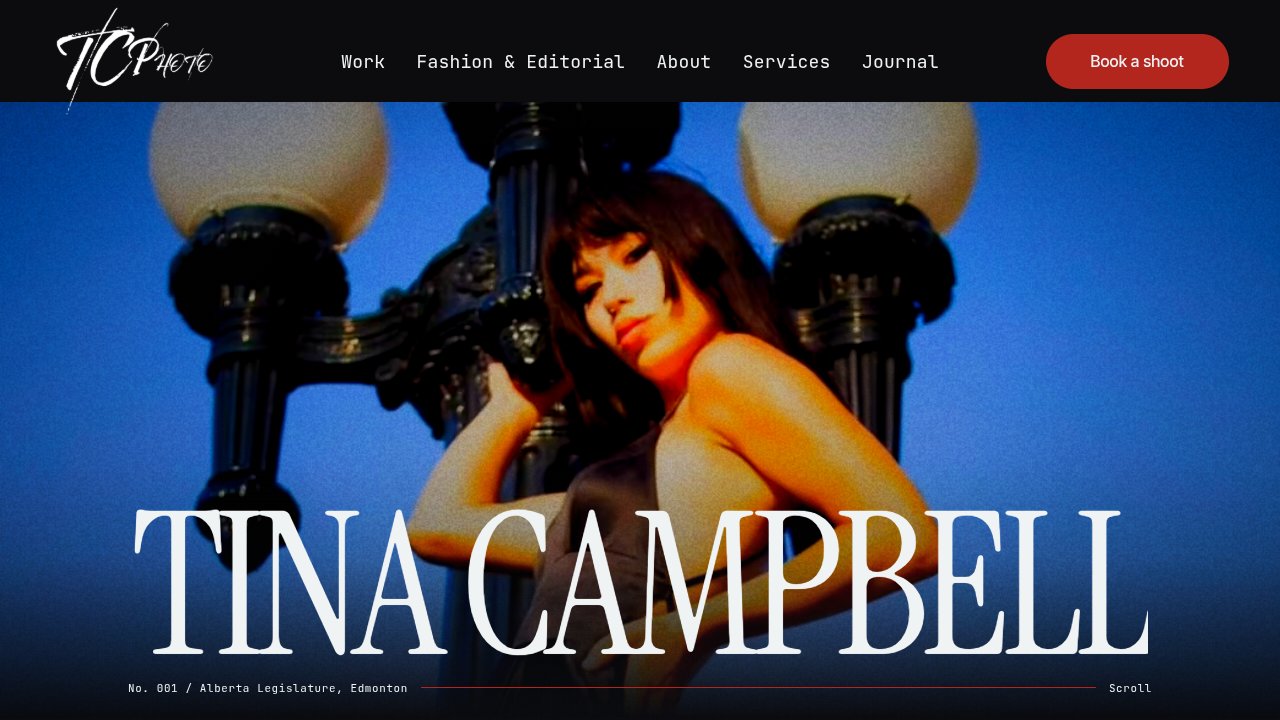 TCPHOTO
Work Fashion & Editorial About Services Journal
Book a shoot
TINA CAMPBELL
No. 001 / Alberta Legislature, Edmonton
Scroll